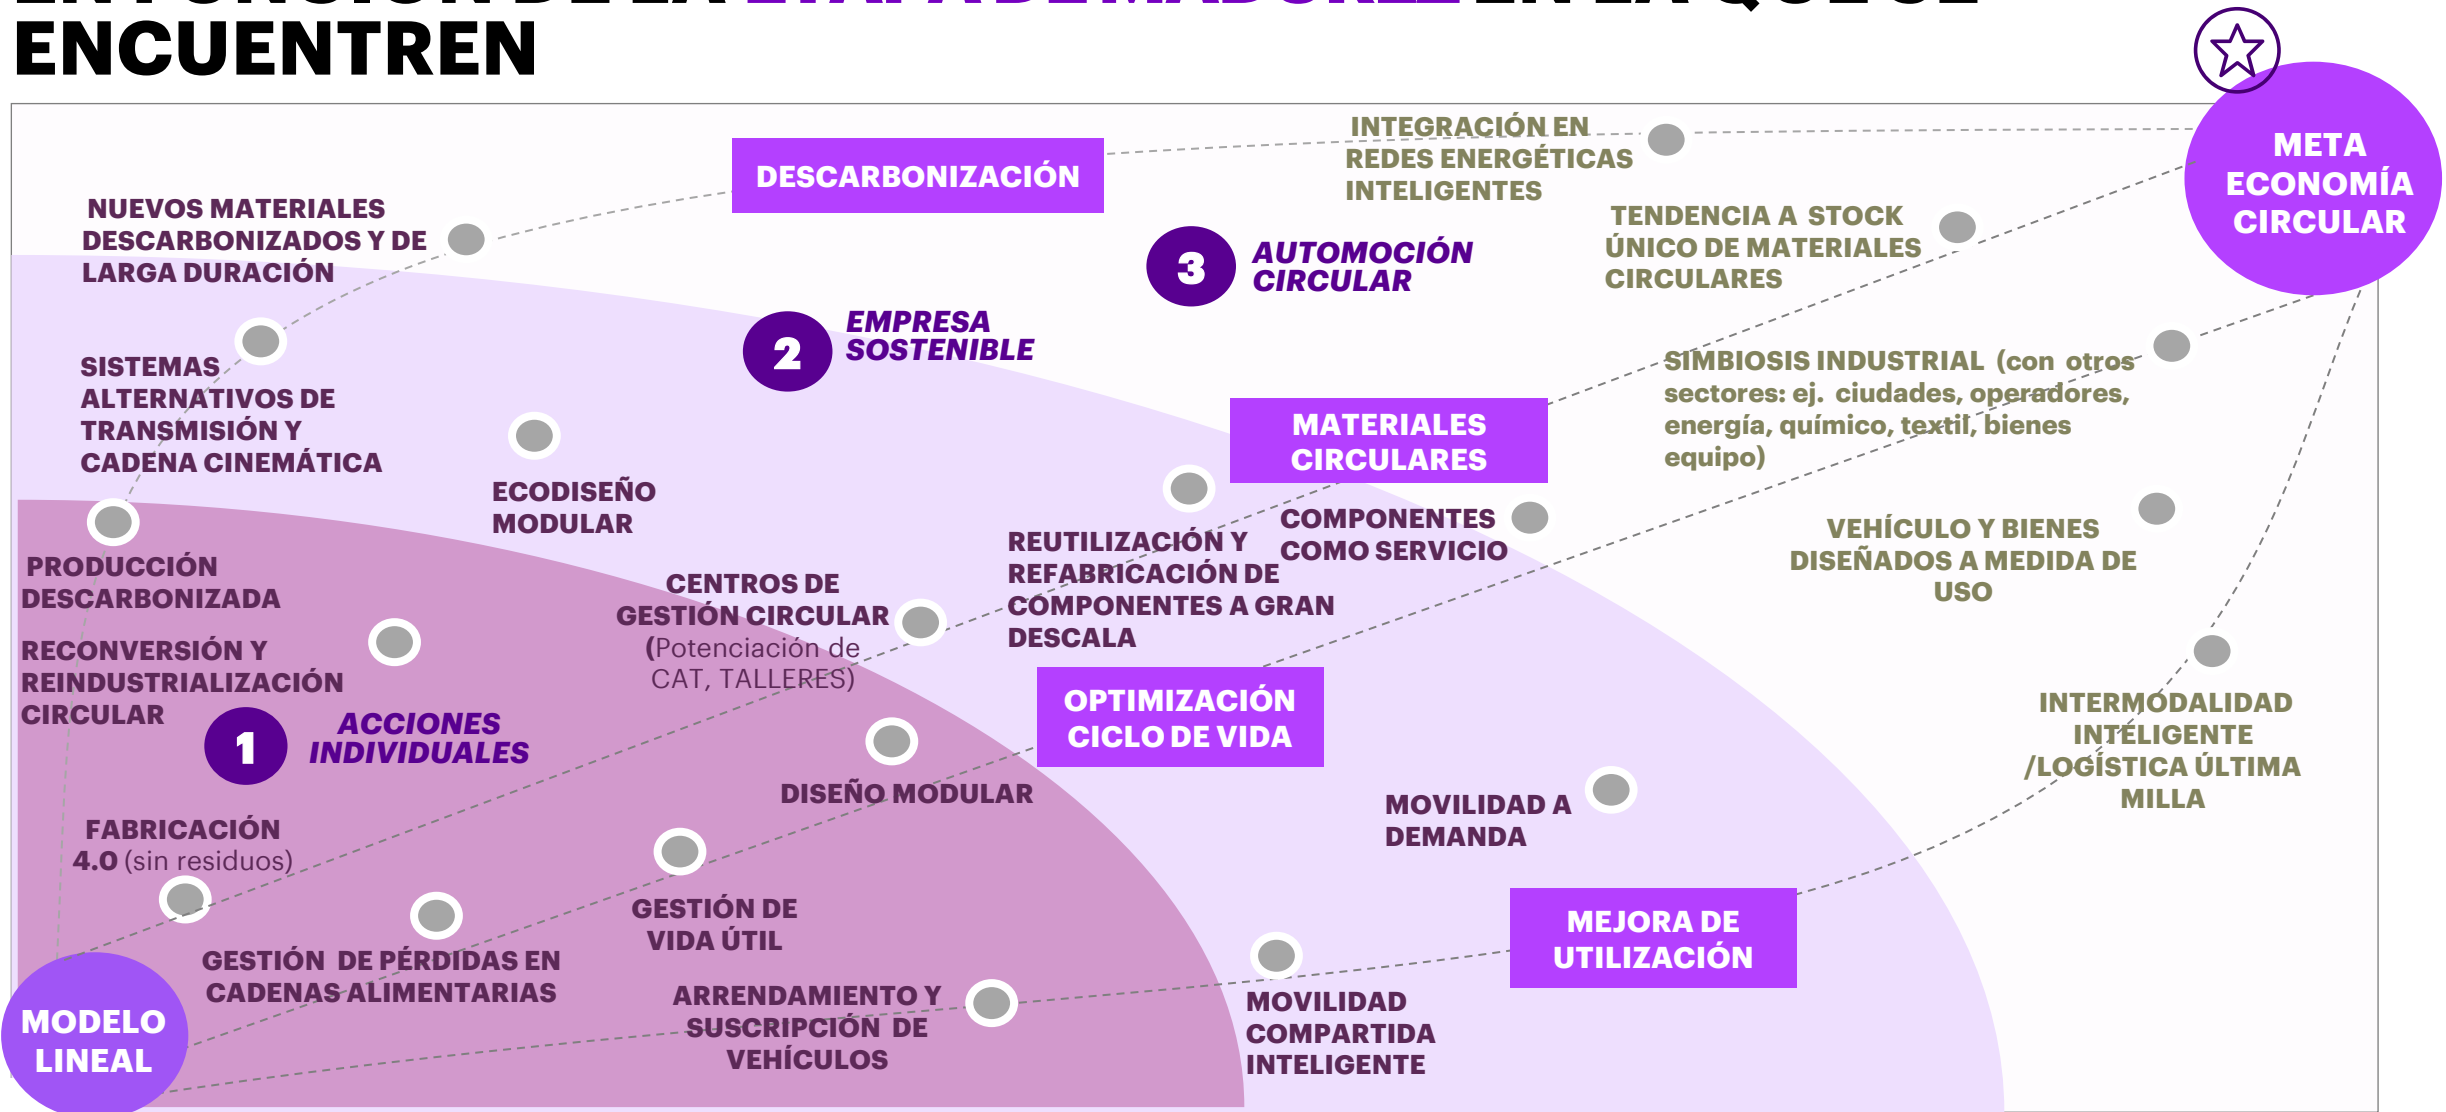 ENCUENTREN
META
ECONOMÍA
CIRCULAR
DESCARBONIZACIÓN
INTEGRACIÓN EN
REDES ENERGÉTICAS
INTELIGENTES
NUEVOS MATERIALES
DESCARBONIZADOS Y DE
LARGA DURACIÓN
TENDENCIA A STOCK
ÚNICO DE MATERIALES
CIRCULARES
3
AUTOMOCIÓN
CIRCULAR
2
EMPRESA
SOSTENIBLE
SISTEMAS
ALTERNATIVOS DE
TRANSMISIÓN Y
CADENA CINEMÁTICA
SIMBIOSIS INDUSTRIAL (con otros
sectores: ej. ciudades, operadores,
energía, químico, textil, bienes
equipo)
MATERIALES
CIRCULARES
ECODISEÑO
MODULAR
REUTILIZACIÓN Y
REFABRICACIÓN DE
COMPONENTES A GRAN
DESCALA
COMPONENTES
COMO SERVICIO
VEHÍCULO Y BIENES
DISEÑADOS A MEDIDA DE
USO
PRODUCCIÓN
DESCARBONIZADA
CENTROS DE
GESTIÓN CIRCULAR
(Potenciación de
CAT, TALLERES)
RECONVERSIÓN Y
REINDUSTRIALIZACIÓN
CIRCULAR
1
ACCIONES
INDIVIDUALES
OPTIMIZACIÓN
CICLO DE VIDA
INTERMODALIDAD
INTELIGENTE
/LOGÍSTICA ÚLTIMA
MILLA
DISEÑO MODULAR
MOVILIDAD A
DEMANDA
FABRICACIÓN
4.0 (sin residuos)
GESTIÓN DE
VIDA ÚTIL
MEJORA DE
UTILIZACIÓN
GESTIÓN DE PÉRDIDAS EN
CADENAS ALIMENTARIAS
ARRENDAMIENTO Y
SUSCRIPCIÓN DE
VEHÍCULOS
MOVILIDAD
COMPARTIDA
INTELIGENTE
MODELO
LINEAL